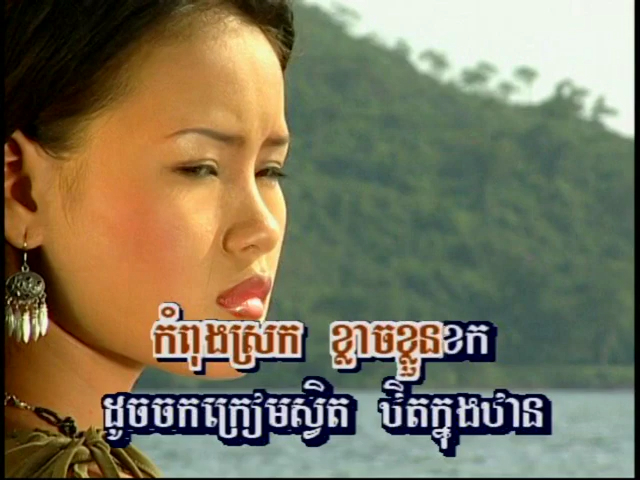 កំពុងស្រក ខ្លាចខ្លួនខក
ដូចចកក្រៀមស្វិត ឋិតក្នុងឋាន